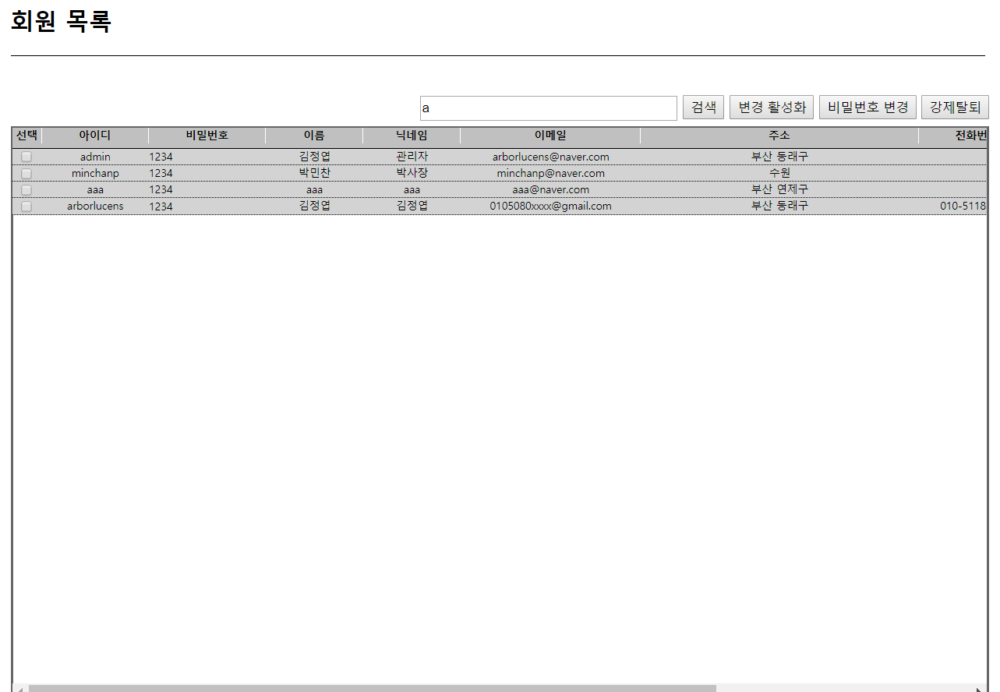 회원 목록
a 검색 변경 활성화 비밀번호 변경 강제탈퇴
선택 아이디 비밀번호 이름 닉네임 이메일 주소 전화번
admin 1234 김정엽 관리자 arborlucens@naver.com 부산 동래구
minchanp 1234 박민찬 박사장 minchanp@naver.com 수원
aaa 1234 aaa aaa aaa@naver.com 부산 연제구
arborlucens 1234 김정엽 김정엽 0105080xxxx@gmail.com 부산 동래구 010-5118